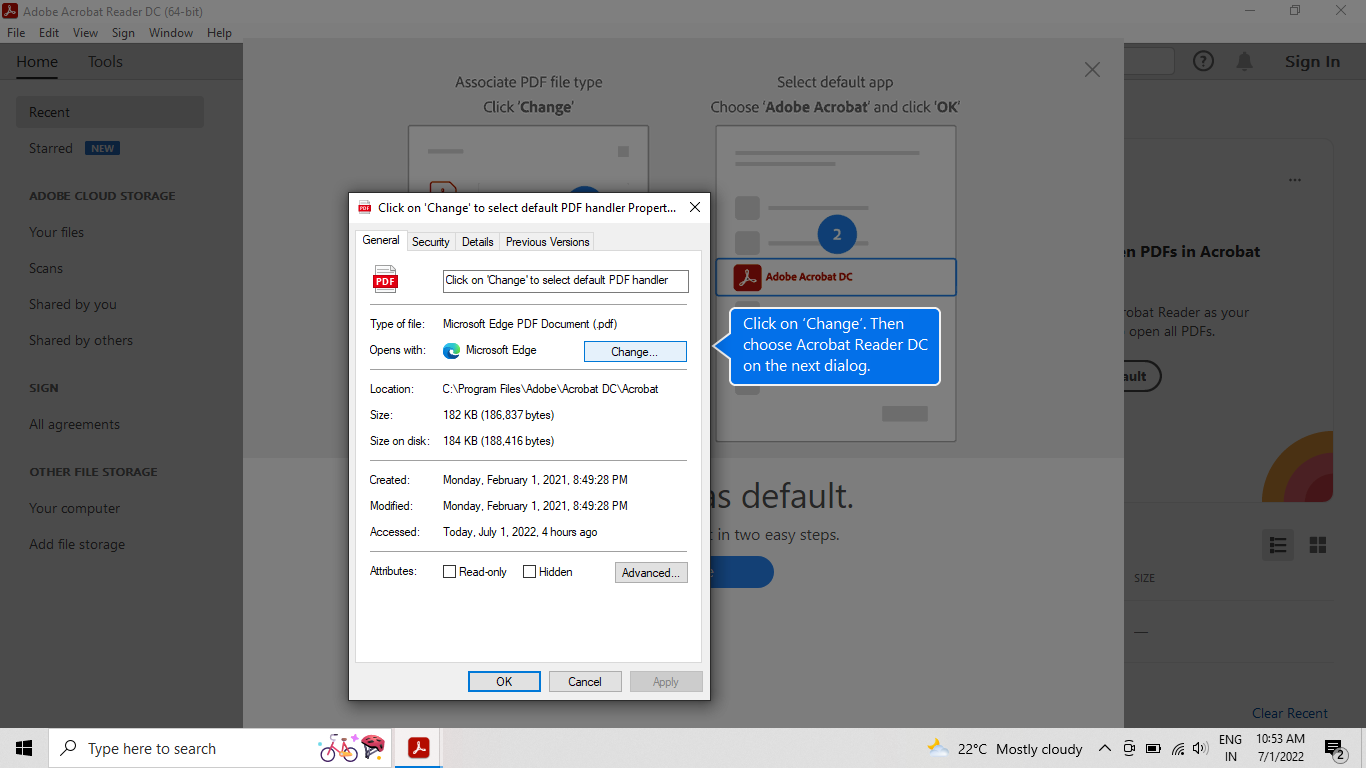 Adobe Acrobat Reader DC (64-bit)
File Edit View Sign Window Help
Home Tools
Sign In
Recent
Starred NEW
ADOBE CLOUD STORAGE
Your files
Scans
Shared by you
Shared by others
SIGN
All agreements
OTHER FILE STORAGE
Your computer
Add file storage
Associate PDF file type
Click 'Change'
Select default app
Choose 'Adobe Acrobat' and click 'OK'
2
Adobe Acrobat DC
Click on 'Change' to select default PDF handler Propert...
General Security Details Previous Versions
PDF
Click on 'Change' to select default PDF handler
Type of file: Microsoft Edge PDF Document (.pdf)
Opens with: Microsoft Edge Change...
Location: C:\Program Files\Adobe\Acrobat DC\Acrobat
Size: 182 KB (186,837 bytes)
Size on disk: 184 KB (188,416 bytes)
Created: Monday, February 1, 2021, 8:49:28 PM
Modified: Monday, February 1, 2021, 8:49:28 PM
Accessed: Today, July 1, 2022, 4 hours ago
Attributes: Read-only Hidden Advanced...
OK Cancel Apply
Click on 'Change'. Then
choose Acrobat Reader DC
on the next dialog.
as default.
in two easy steps.
PDFs in Acrobat
Reader as your
open all PDFs.
SIZE
—
Clear Recent
Type here to search
22°C Mostly cloudy
ENG
IN
10:53 AM
7/1/2022
2